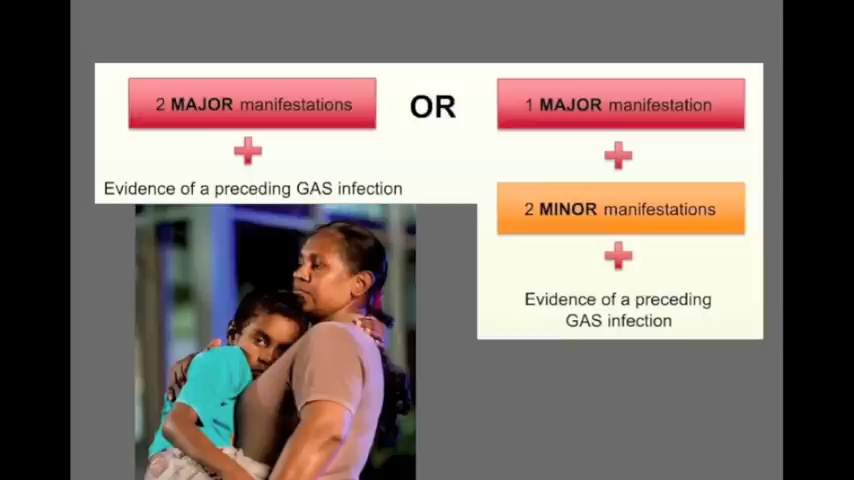 2 MAJOR manifestations
Evidence of a preceding GAS infection
OR
1 MAJOR manifestation
2 MINOR manifestations
Evidence of a preceding
GAS infection